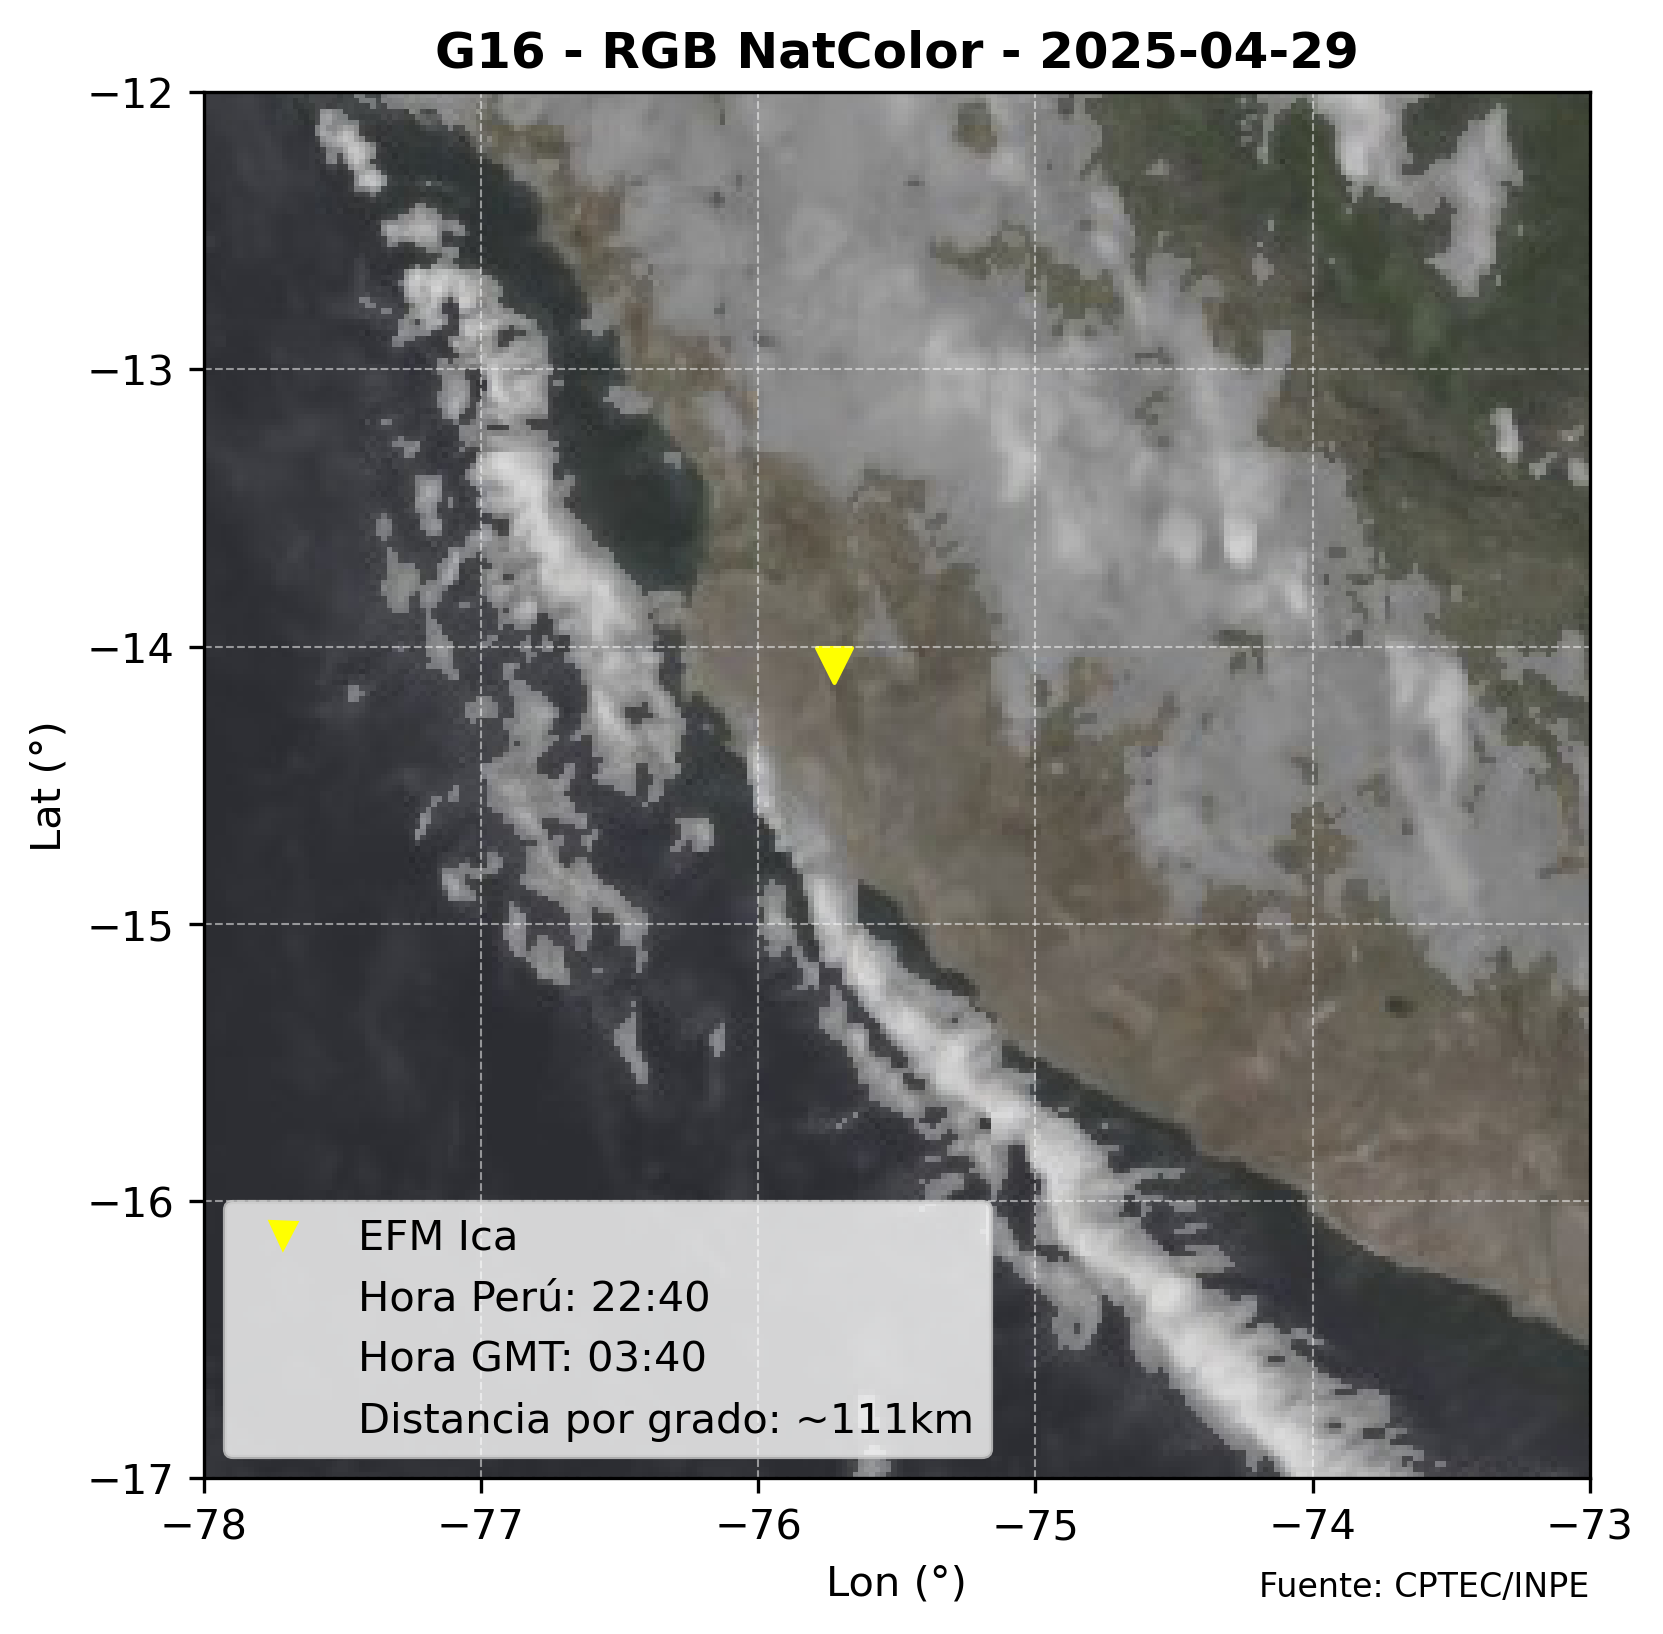 G16 - RGB NatColor - 2025-04-29
−12
−13
−14
−15
−16
−17
Lat (°)
EFM Ica
Hora Perú: 22:40
Hora GMT: 03:40
Distancia por grado: ~111km
−78 −77 −76 −75 −74 −73
Lon (°)
Fuente: CPTEC/INPE